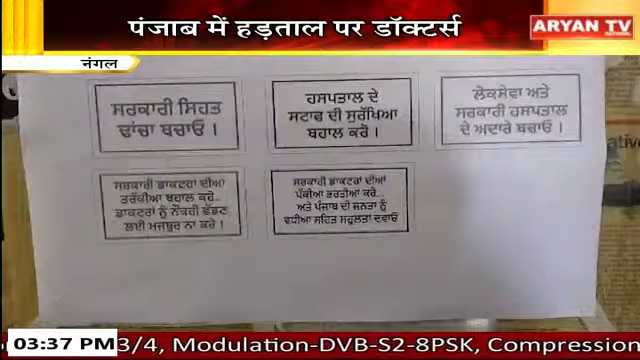 पंजाब में हड़ताल पर डॉक्टर्स
ARYAN TV
NATIONAL
नंगल
ਸਰਕਾਰੀ ਸਿਹਤ
ਢਾਂਚਾ ਬਚਾਓ ।
ਹਸਪਤਾਲ ਦੇ
ਸਟਾਫ ਦੀ ਸੁਰੱਖਿਆ
ਬਹਾਲ ਕਰੋ ।
ਲੋਕਸੇਵਾ ਅਤੇ
ਸਰਕਾਰੀ ਹਸਪਤਾਲ
ਦੇ ਅਦਾਰੇ ਬਚਾਓ ।
ਸਰਕਾਰੀ ਡਾਕਟਰਾਂ ਦੀਆਂ
ਤਰੱਕੀਆ ਬਹਾਲ ਕਰੋ..
ਡਾਕਟਰਾਂ ਨੂੰ ਨੌਕਰੀ ਛੱਡਣ
ਲਈ ਮਜਬੂਰ ਨਾ ਕਰੋ ।
ਸਰਕਾਰੀ ਡਾਕਟਰਾਂ ਦੀਆਂ
ਪੱਕੀਆ ਭਰਤੀਆ ਕਰੋ...
ਅਤੇ ਪੰਜਾਬ ਦੀ ਜਨਤਾ ਨੂੰ
ਵਧੀਆ ਸਹਿਤ ਸਹੂਲਤਾ ਦਵਾਓ
03:37 PM 3/4, Modulation-DVB-S2-8PSK, Compression